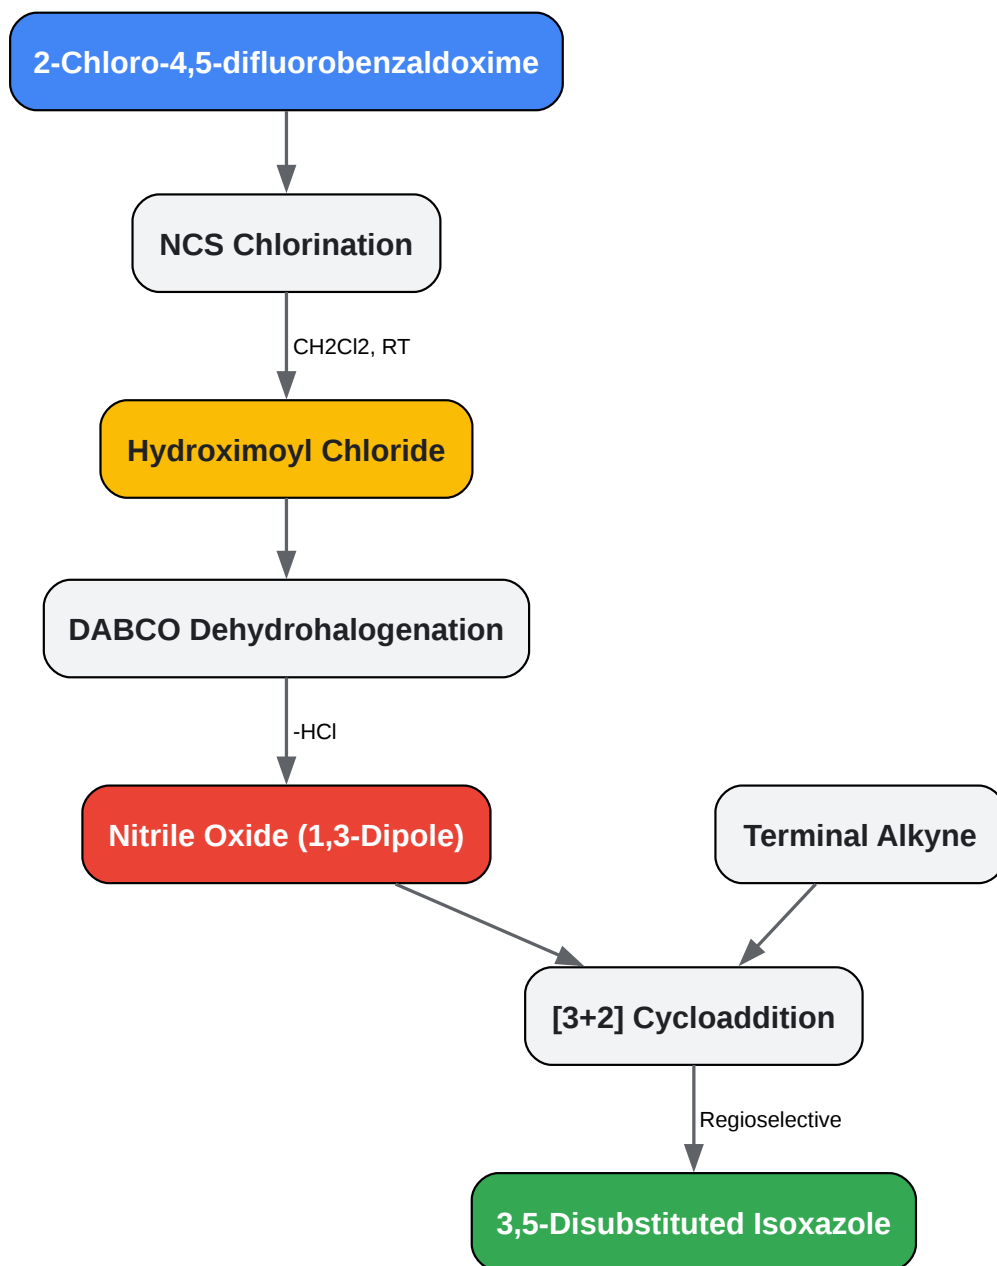 2-Chloro-4,5-difluorobenzaldoxime
NCS Chlorination
CH2Cl2, RT
Hydroximoyl Chloride
DABCO Dehydrohalogenation
-HCl
Nitrile Oxide (1,3-Dipole)
Terminal Alkyne
[3+2] Cycloaddition
Regioselective
3,5-Disubstituted Isoxazole